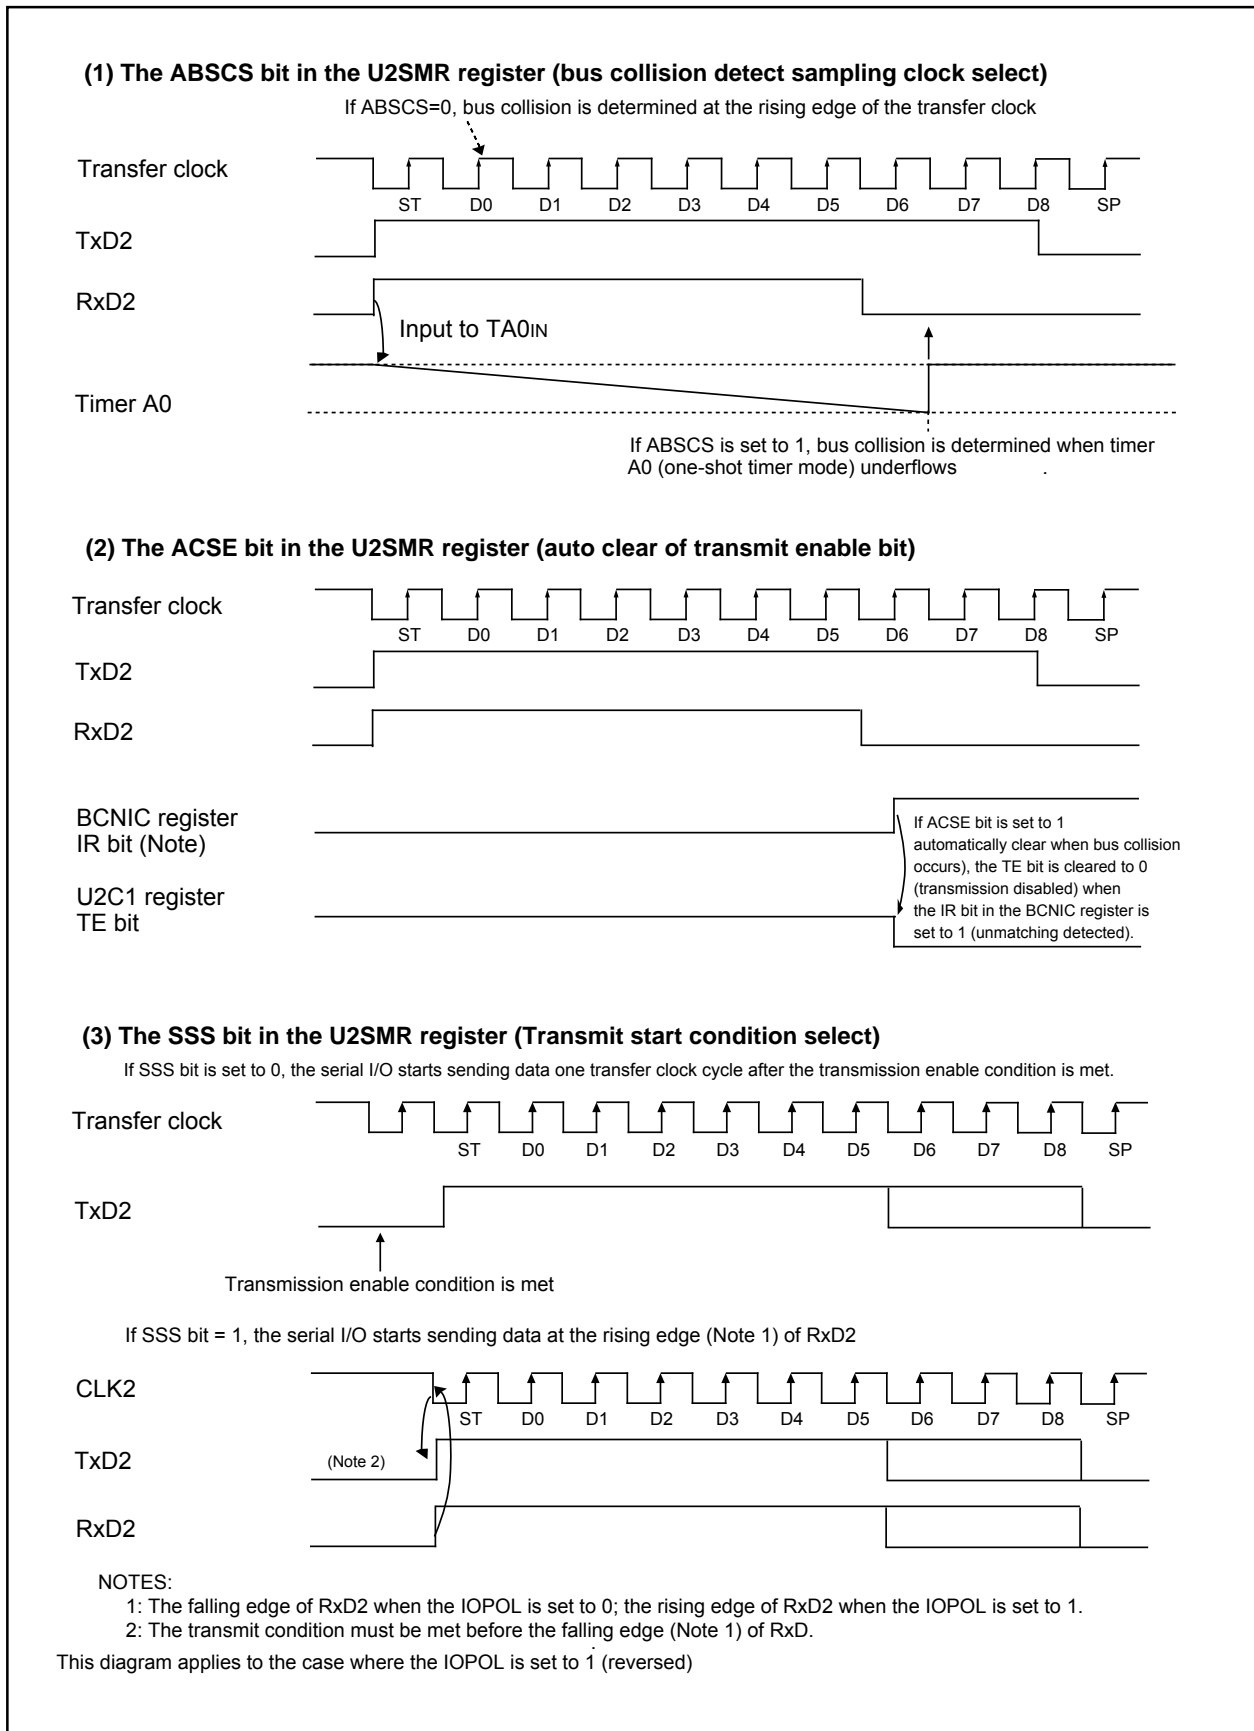 (1) The ABSCS bit in the U2SMR register (bus collision detect sampling clock select)
If ABSCS=0, bus collision is determined at the rising edge of the transfer clock
Transfer clock
ST D0 D1 D2 D3 D4 D5 D6 D7 D8 SP
TxD2
RxD2
Input to TA0IN
Timer A0
If ABSCS is set to 1, bus collision is determined when timer
A0 (one-shot timer mode) underflows .
(2) The ACSE bit in the U2SMR register (auto clear of transmit enable bit)
Transfer clock
ST D0 D1 D2 D3 D4 D5 D6 D7 D8 SP
TxD2
RxD2
BCNIC register
IR bit (Note)
U2C1 register
TE bit
If ACSE bit is set to 1
automatically clear when bus collision
occurs), the TE bit is cleared to 0
(transmission disabled) when
the IR bit in the BCNIC register is
set to 1 (unmatching detected).
(3) The SSS bit in the U2SMR register (Transmit start condition select)
If SSS bit is set to 0, the serial I/O starts sending data one transfer clock cycle after the transmission enable condition is met.
Transfer clock
ST D0 D1 D2 D3 D4 D5 D6 D7 D8 SP
TxD2
Transmission enable condition is met
If SSS bit = 1, the serial I/O starts sending data at the rising edge (Note 1) of RxD2
CLK2
ST D0 D1 D2 D3 D4 D5 D6 D7 D8 SP
TxD2
(Note 2)
RxD2
NOTES:
1: The falling edge of RxD2 when the IOPOL is set to 0; the rising edge of RxD2 when the IOPOL is set to 1.
2: The transmit condition must be met before the falling edge (Note 1) of RxD.
.
This diagram applies to the case where the IOPOL is set to 1 (reversed)